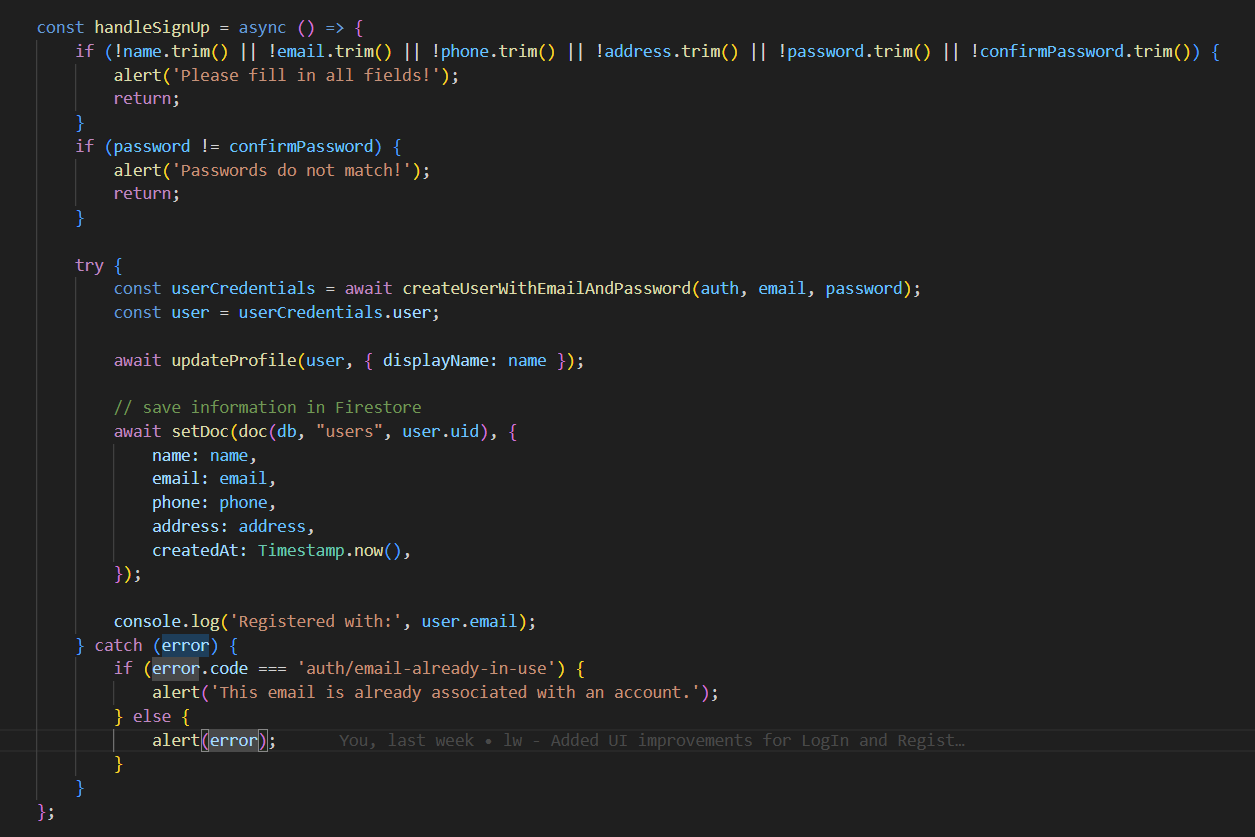 const handleSignUp = async () => {
if (!name.trim() || !email.trim() || !phone.trim() || !address.trim() || !password.trim() || !confirmPassword.trim()) {
alert('Please fill in all fields!');
return;
}
if (password != confirmPassword) {
alert('Passwords do not match!');
return;
}
try {
const userCredentials = await createUserWithEmailAndPassword(auth, email, password);
const user = userCredentials.user;
await updateProfile(user, { displayName: name });
// save information in Firestore
await setDoc(doc(db, "users", user.uid), {
name: name,
email: email,
phone: phone,
address: address,
createdAt: Timestamp.now(),
});
console.log('Registered with:', user.email);
} catch (error) {
if (error.code === 'auth/email-already-in-use') {
alert('This email is already associated with an account.');
} else {
alert(error); You, last week • lw - Added UI improvements for LogIn and Regist…
}
}
};